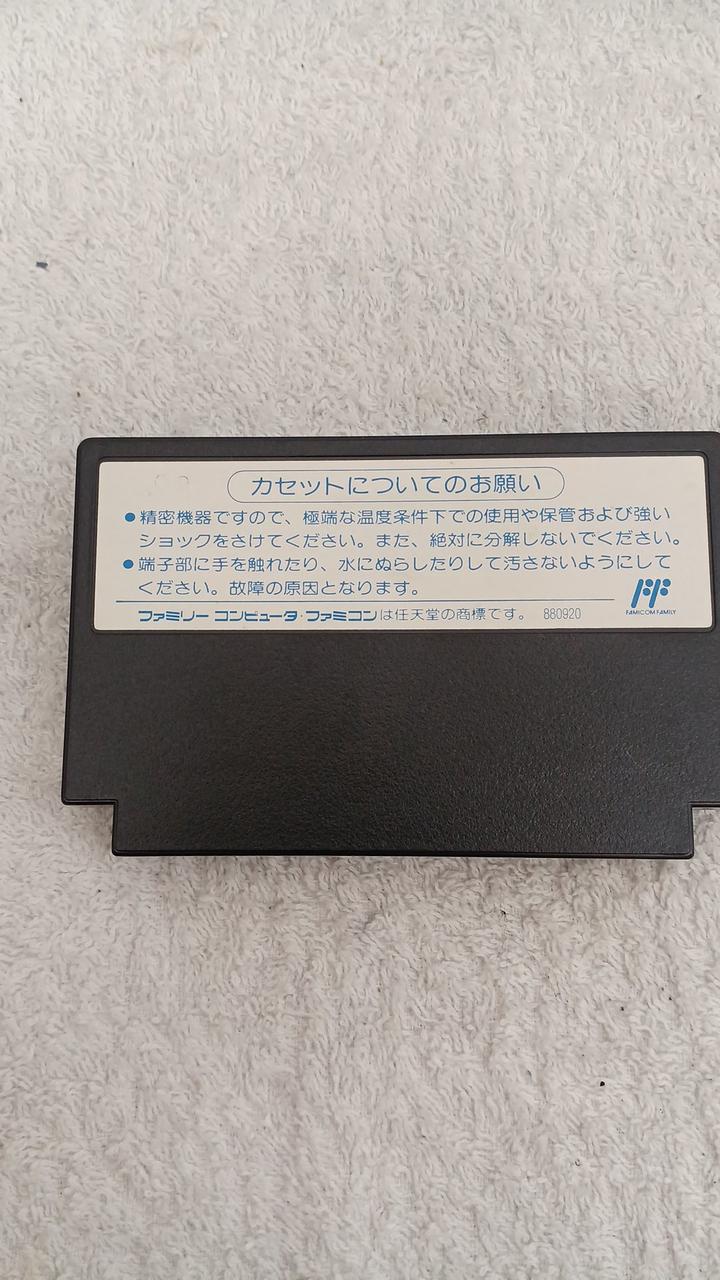 カセットについてのお願い
●精密機器ですので、極端な温度条件下での使用や保管および強い
ショックをさけてください。また、絶対に分解しないでください。
●端子部に手を触れたり、水にぬらしたりして汚さないようにして
ください。故障の原因となります。
ファミリー コンピュータ・ファミコンは任天堂の商標です。 880920
FAMICOM FAMILY